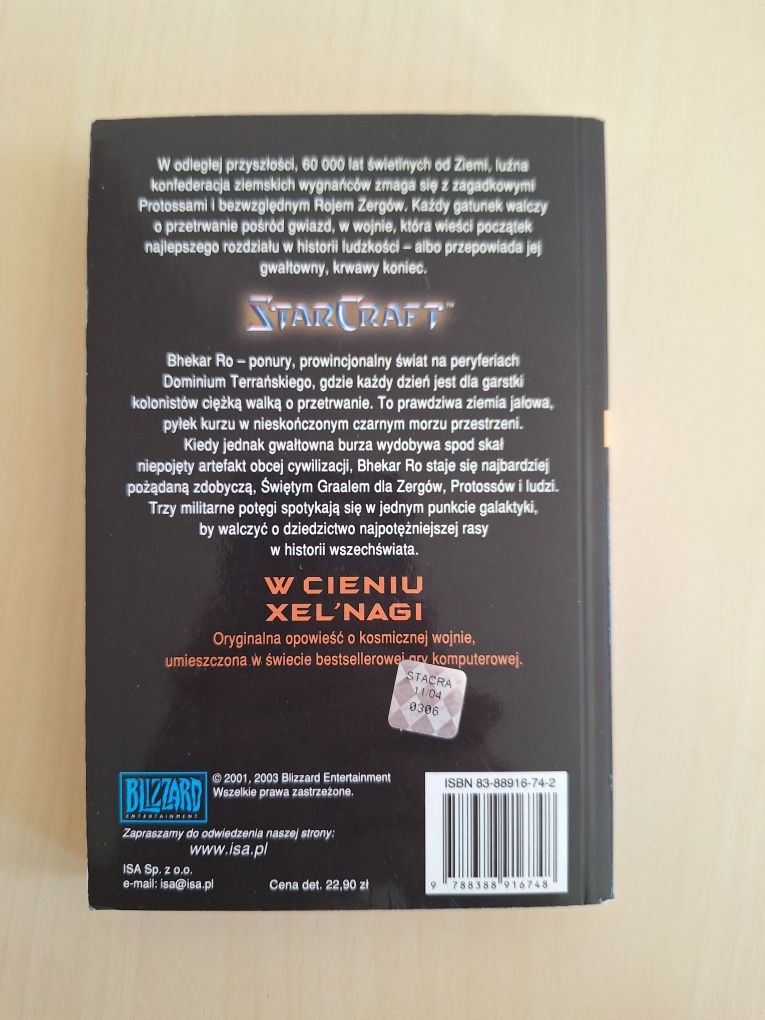 W odległej przyszłości, 60 000 lat świetlnych od Ziemi, luźna
konfederacja ziemskich wygnańców zmaga się z zagadkowymi
Protossami i bezwzględnym Rojem Zergów. Każdy gatunek walczy
o przetrwanie pośród gwiazd, w wojnie, która wieści początek
najlepszego rozdziału w historii ludzkości – albo przepowiada jej
gwałtowny, krwawy koniec.
STARCRAFT™
Bhekar Ro – ponury, prowincjonalny świat na peryferiach
Dominium Terrańskiego, gdzie każdy dzień jest dla garstki
kolonistów ciężką walką o przetrwanie. To prawdziwa ziemia jałowa,
pyłek kurzu w nieskończonym czarnym morzu przestrzeni.
Kiedy jednak gwałtowna burza wydobywa spod skał
niepojęty artefakt obcej cywilizacji, Bhekar Ro staje się najbardziej
pożądaną zdobyczą, Świętym Graalem dla Zergów, Protossów i ludzi.
Trzy militarne potęgi spotykają się w jednym punkcie galaktyki,
by walczyć o dziedzictwo najpotężniejszej rasy
w historii wszechświata.
W CIENIU
XEL'NAGI
Oryginalna opowieść o kosmicznej wojnie,
umieszczona w świecie bestsellerowej gry komputerowej.
STACRA
11/04
0306
BLIZZARD
ENTERTAINMENT
© 2001, 2003 Blizzard Entertainment
Wszelkie prawa zastrzeżone.
Zapraszamy do odwiedzenia naszej strony:
www.isa.pl
ISA Sp. z o.o.
e-mail: isa@isa.pl
Cena det. 22,90 zł
ISBN 83-88916-74-2
9 788388 916748